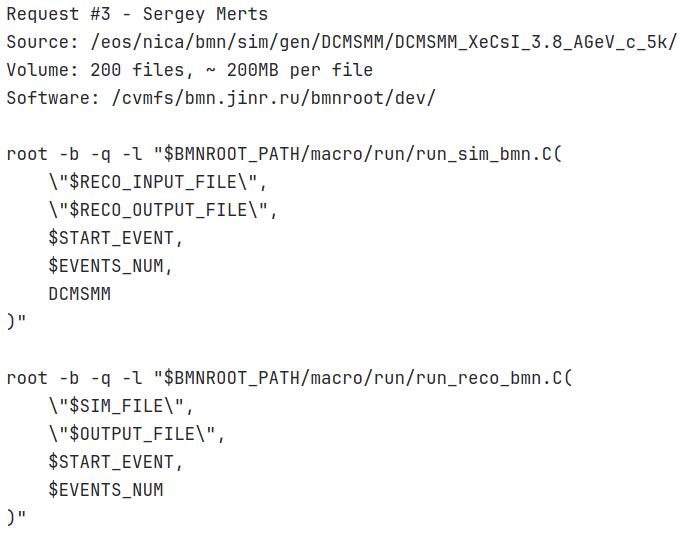 Request #3 - Sergey Merts
Source: /eos/nica/bmn/sim/gen/DCMSMM/DCMSMM_XeCsI_3.8_AGeV_c_5k/
Volume: 200 files, ~ 200MB per file
Software: /cvmfs/bmn.jinr.ru/bmnroot/dev/

root -b -q -l "$BMNROOT_PATH/macro/run/run_sim_bmn.C(
    \"$RECO_INPUT_FILE\",
    \"$RECO_OUTPUT_FILE\",
    $START_EVENT,
    $EVENTS_NUM,
    DCMSMM
)"

root -b -q -l "$BMNROOT_PATH/macro/run/run_reco_bmn.C(
    \"$SIM_FILE\",
    \"$OUTPUT_FILE\",
    $START_EVENT,
    $EVENTS_NUM
)"